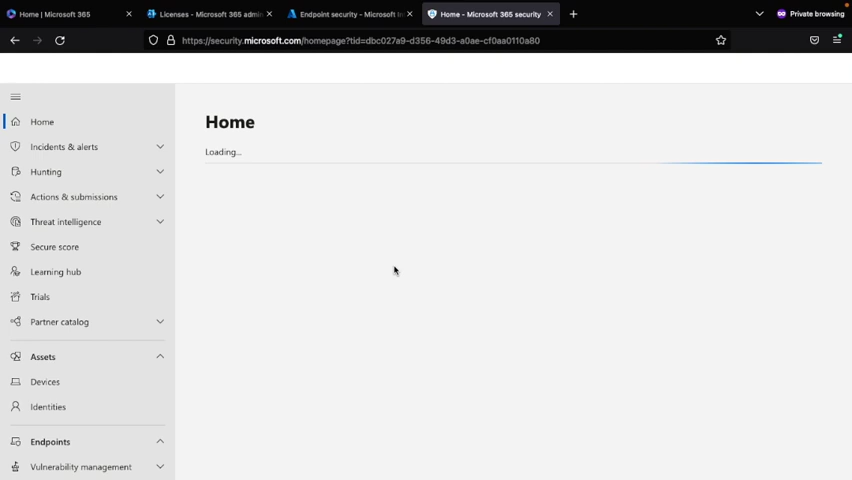 Home | Microsoft 365
Licenses - Microsoft 365 admin
Endpoint security - Microsoft In
Home - Microsoft 365 security
Private browsing
https://security.microsoft.com/homepage?tid=dbc027a9-d356-49d3-a0ae-cf0aa0110a80
Home
Incidents & alerts
Hunting
Actions & submissions
Threat intelligence
Secure score
Learning hub
Trials
Partner catalog
Assets
Devices
Identities
Endpoints
Vulnerability management
Home
Loading...